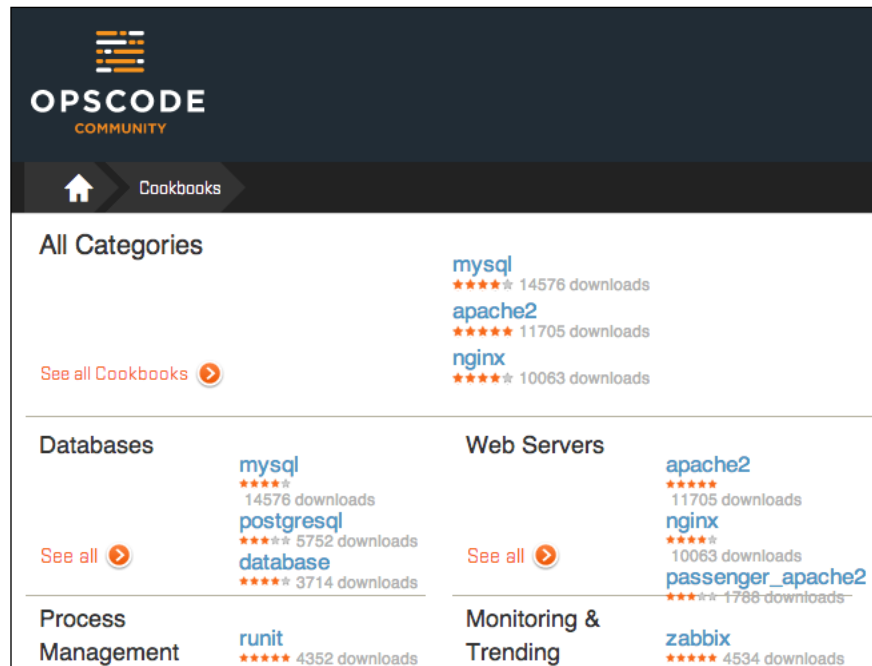 OPSCODE
COMMUNITY
Cookbooks
All Categories
mysql
14576 downloads
apache2
11705 downloads
nginx
10063 downloads
See all Cookbooks
Databases
mysql
14576 downloads
postgresql
5752 downloads
database
3714 downloads
See all
Web Servers
apache2
11705 downloads
nginx
10063 downloads
passenger_apache2
1788 downloads
See all
Process
Management
runit
4352 downloads
Monitoring &
Trending
zabbix
4534 downloads